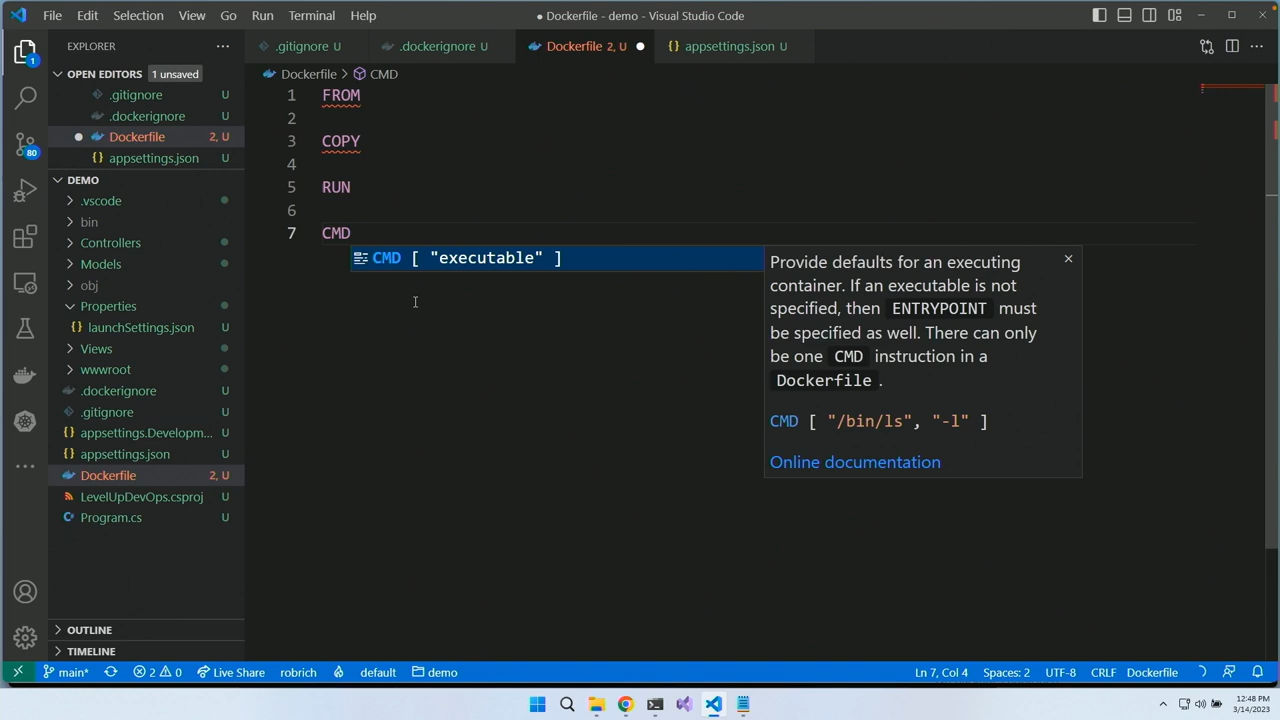 File Edit Selection View Go Run Terminal Help
● Dockerfile - demo - Visual Studio Code
EXPLORER
1
OPEN EDITORS 1 unsaved
.gitignore U
.dockerignore U
Dockerfile 2, U
appsettings.json U
80
DEMO
.vscode
bin
Controllers
Models
obj
Properties
launchSettings.json U
Views
wwwroot
.dockerignore U
.gitignore U
appsettings.Developm... U
appsettings.json U
Dockerfile 2, U
LevelUpDevOps.csproj U
Program.cs U
OUTLINE
TIMELINE
.gitignore U .dockerignore U Dockerfile 2, U ● appsettings.json U
Dockerfile > CMD
1 FROM
2
3 COPY
4
5 RUN
6
7 CMD
CMD [ "executable" ]
Provide defaults for an executing
container. If an executable is not
specified, then ENTRYPOINT must
be specified as well. There can only
be one CMD instruction in a
Dockerfile.
CMD [ "/bin/ls", "-l" ]
Online documentation
main* 2 0 Live Share robrich default demo
Ln 7, Col 4 Spaces: 2 UTF-8 CRLF Dockerfile
12:48 PM
3/14/2023